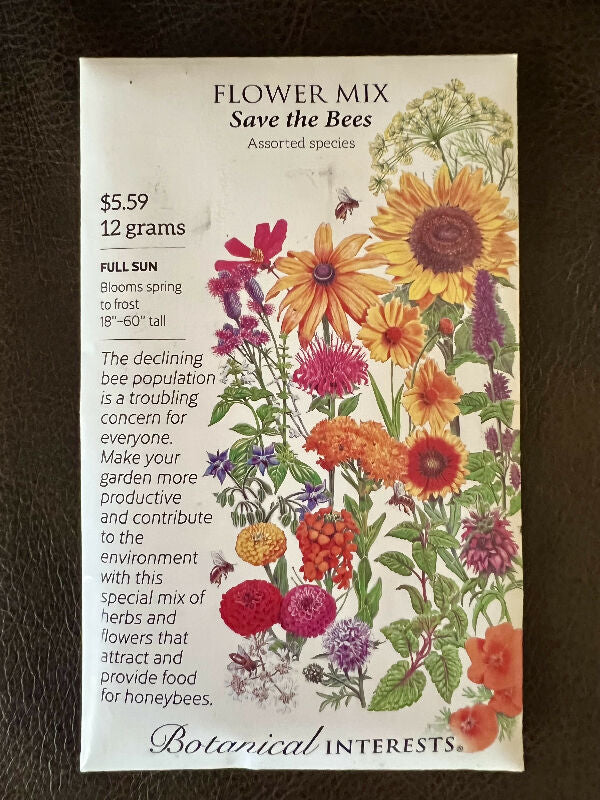 FLOWER MIX
Save the Bees
Assorted species
$5.59
12 grams
FULL SUN
Blooms spring
to frost
18"–60" tall
The declining
bee population
is a troubling
concern for
everyone.
Make your
garden more
productive
and contribute
to the
environment
with this
special mix of
herbs and
flowers that
attract and
provide food
for honeybees.
Botanical INTERESTS®